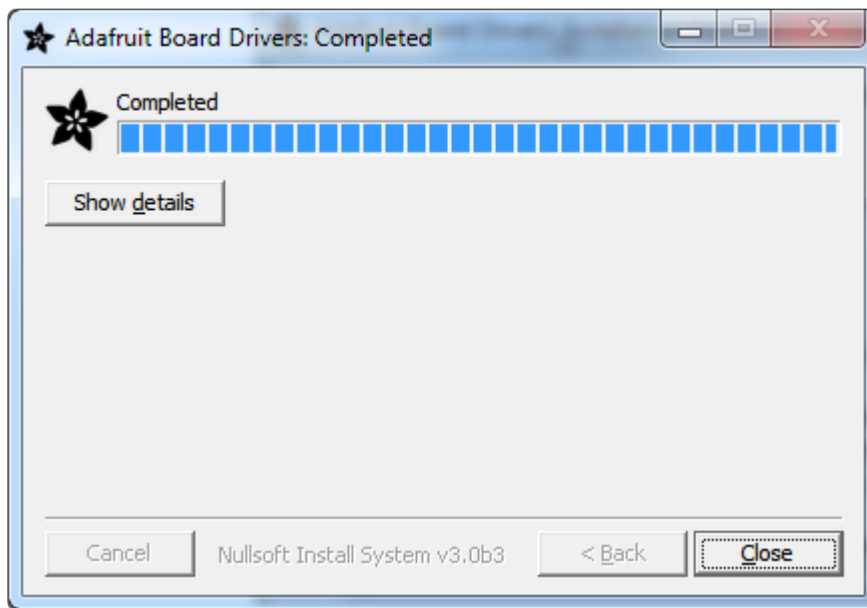 Adafruit Board Drivers: Completed
Completed
Show details
Cancel
Nullsoft Install System v3.0b3
< Back
Close